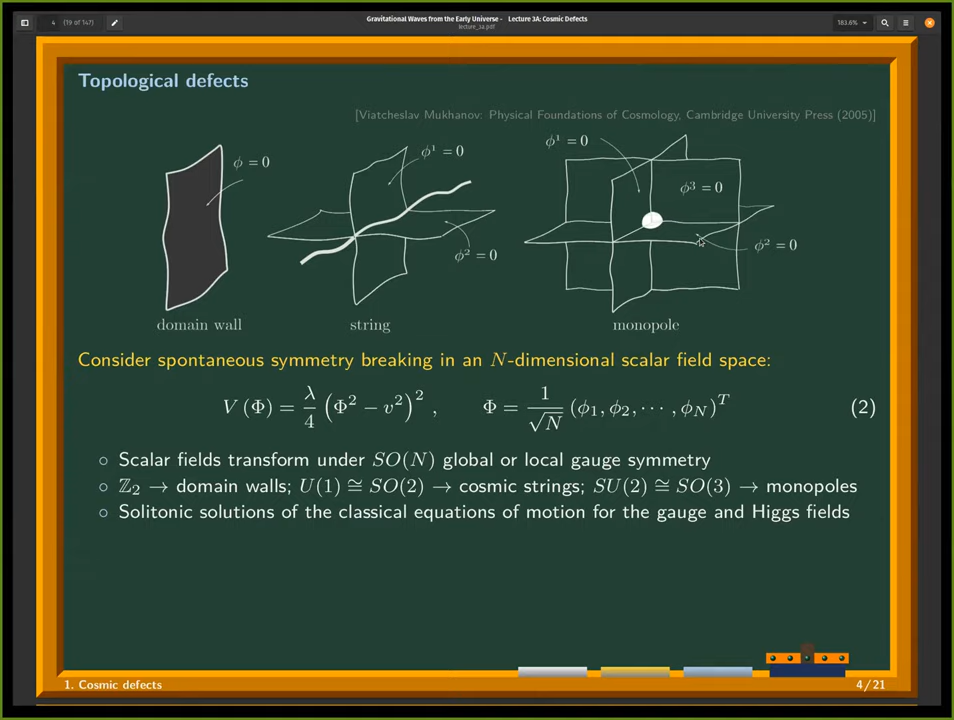 Gravitational Waves from the Early Universe - Lecture 3A: Cosmic Defects
lecture_3a.pdf
4 (19 of 147)
183.6%
Topological defects
[Viatcheslav Mukhanov: Physical Foundations of Cosmology, Cambridge University Press (2005)]
ϕ = 0
ϕ¹ = 0
ϕ² = 0
ϕ¹ = 0
ϕ³ = 0
ϕ² = 0
domain wall
string
monopole
Consider spontaneous symmetry breaking in an N-dimensional scalar field space:
V (Φ) = λ/4 (Φ² − v²)² , Φ = 1/√N (ϕ₁, ϕ₂, ⋯ , ϕ_N)^T (2)
○ Scalar fields transform under SO(N) global or local gauge symmetry
○ ℤ₂ → domain walls; U(1) ≅ SO(2) → cosmic strings; SU(2) ≅ SO(3) → monopoles
○ Solitonic solutions of the classical equations of motion for the gauge and Higgs fields
1. Cosmic defects
4 / 21